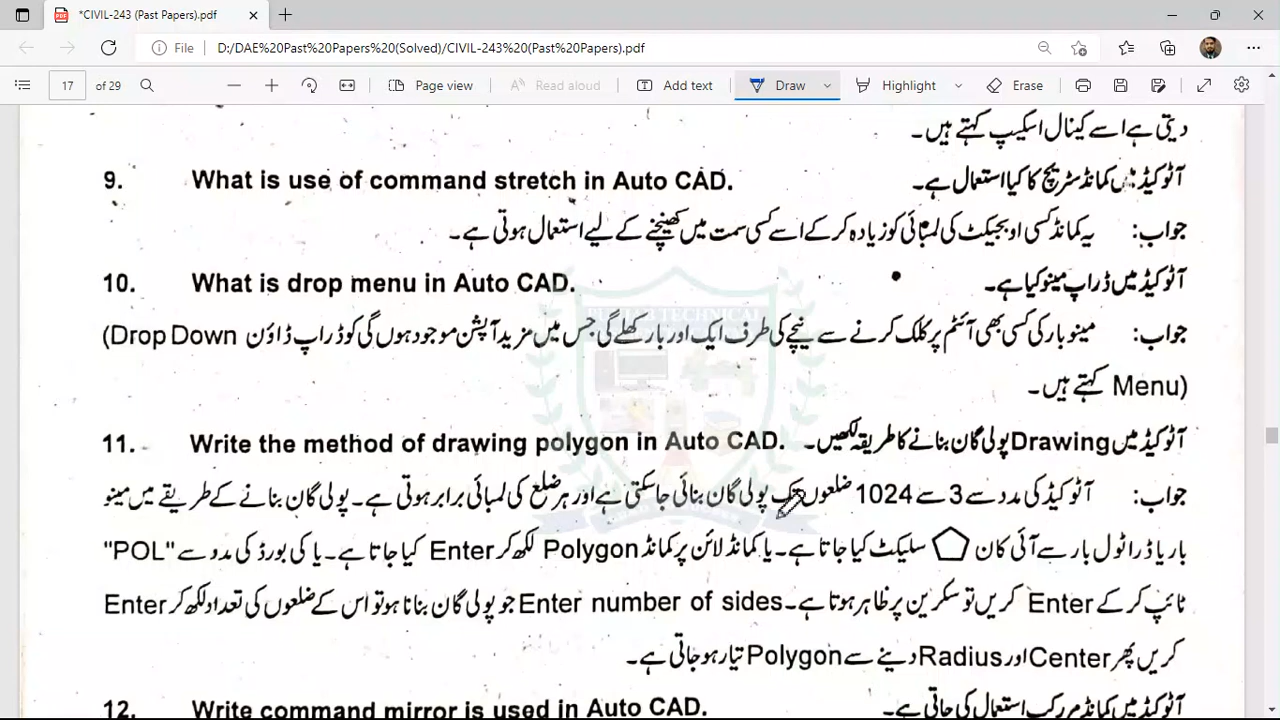 *CIVIL-243 (Past Papers).pdf
File D:/DAE%20Past%20Papers%20(Solved)/CIVIL-243%20(Past%20Papers).pdf
17 of 29 Page view Read aloud Add text Draw Highlight Erase
دیتی ہے اسے کینال اسکیپ کہتے ہیں۔
9. What is use of command stretch in Auto CAD. آٹو کیڈ میں کمانڈ سٹریچ کا کیا استعمال ہے۔
جواب: یہ کمانڈ کسی اوبجیکٹ کی لمبائی کو زیادہ کر کے اسے کسی سمت میں کھینچنے کے لیے استعمال ہوتی ہے۔
10. What is drop menu in Auto CAD. آٹو کیڈ میں ڈراپ مینو کیا ہے۔
جواب: مینو بار کی کسی بھی آئٹم پر کلک کرنے سے نیچے کی طرف ایک اور بار کھلے گی جس میں مزید آپشن موجود ہوں گی کو ڈراپ ڈاؤن (Drop Down
Menu) کہتے ہیں۔
11. Write the method of drawing polygon in Auto CAD. آٹو کیڈ میں Drawing پولی گان بنانے کا طریقہ لکھیں۔
جواب: آٹو کیڈ کی مدد سے 3 سے 1024 ضلعوں تک پولی گان بنائی جاسکتی ہے اور ہر ضلع کی لمبائی برابر ہوتی ہے۔ پولی گان بنانے کے طریقے میں مینو
بار یا ڈرا ٹول بار سے آئی کان سلیکٹ کیا جاتا ہے۔ یا کمانڈ لائن پر کمانڈ Polygon لکھ کر Enter کیا جاتا ہے۔ یا کی بورڈ کی مدد سے "POL"
ٹائپ کر کے Enter کریں تو سکرین پر ظاہر ہوتا ہے۔ Enter number of sides جو پولی گان بنانا ہو تو اس کے ضلعوں کی تعداد لکھ کر Enter
کریں پھر Center اور Radius دینے سے Polygon تیار ہو جاتی ہے۔
12. Write command mirror is used in Auto CAD. آٹو کیڈ میں کمانڈ مرر کب استعمال کی جاتی ہے۔